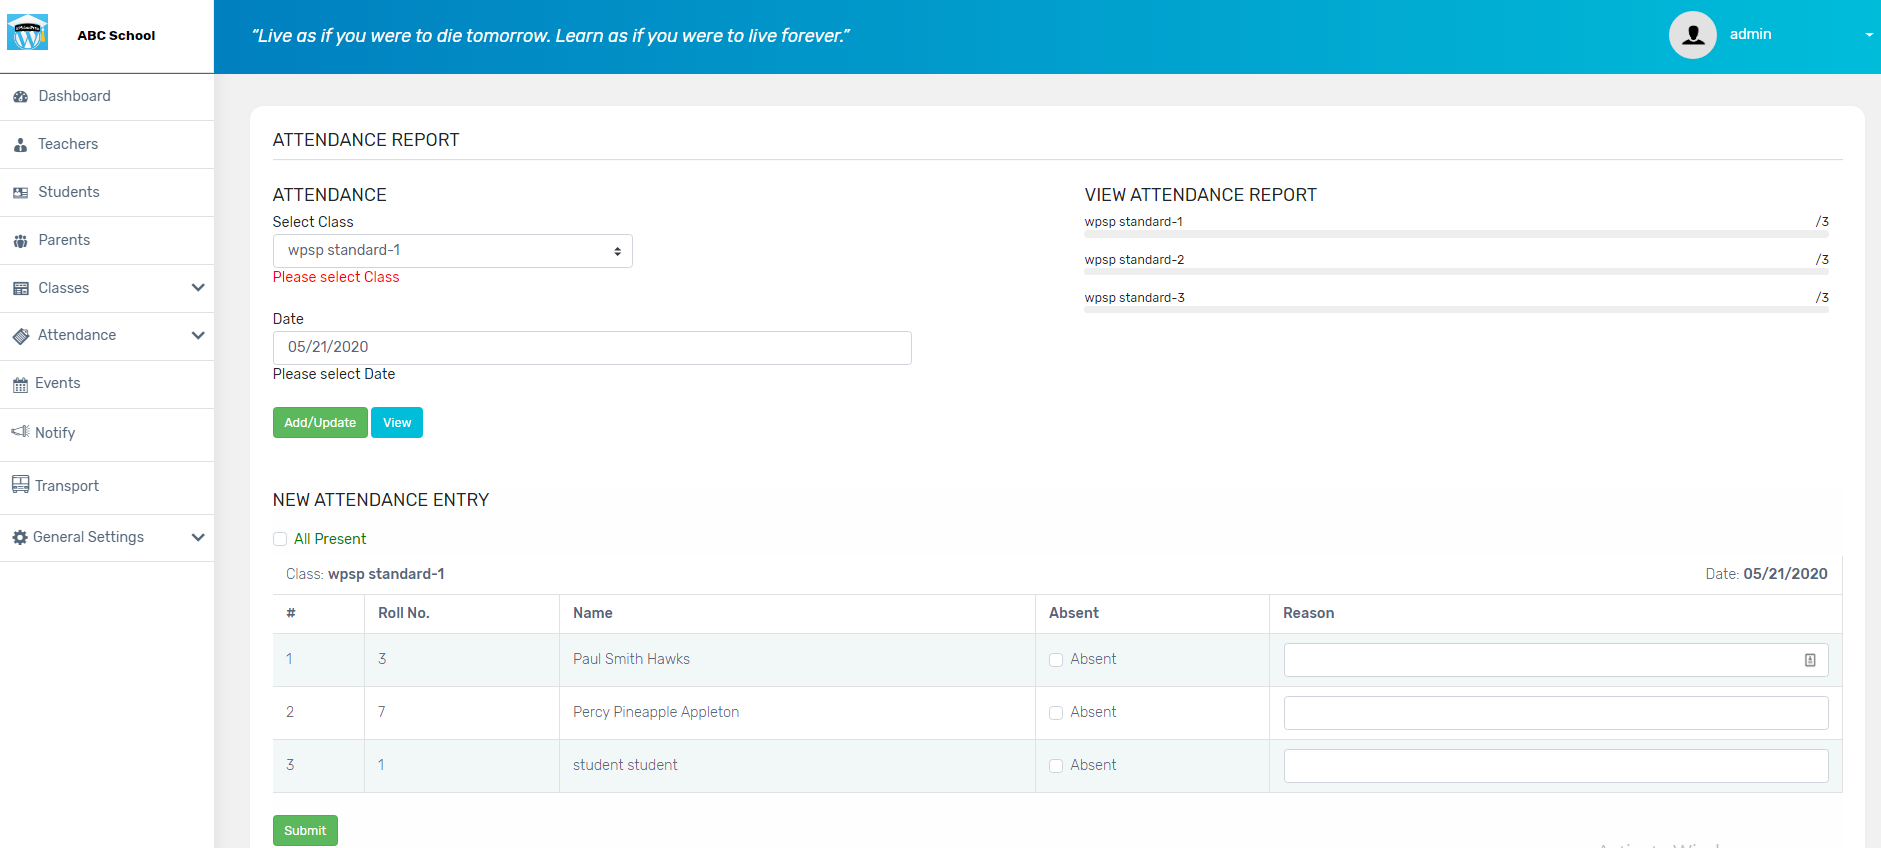 ABC School
“Live as if you were to die tomorrow. Learn as if you were to live forever.”
admin
Dashboard
Teachers
Students
Parents
Classes
Attendance
Events
Notify
Transport
General Settings
ATTENDANCE REPORT
ATTENDANCE
Select Class
wpsp standard-1
Please select Class
Date
05/21/2020
Please select Date
Add/Update View
VIEW ATTENDANCE REPORT
wpsp standard-1 /3
wpsp standard-2 /3
wpsp standard-3 /3
NEW ATTENDANCE ENTRY
All Present
Class: wpsp standard-1 Date: 05/21/2020
# Roll No. Name Absent Reason
1 3 Paul Smith Hawks Absent
2 7 Percy Pineapple Appleton Absent
3 1 student student Absent
Submit